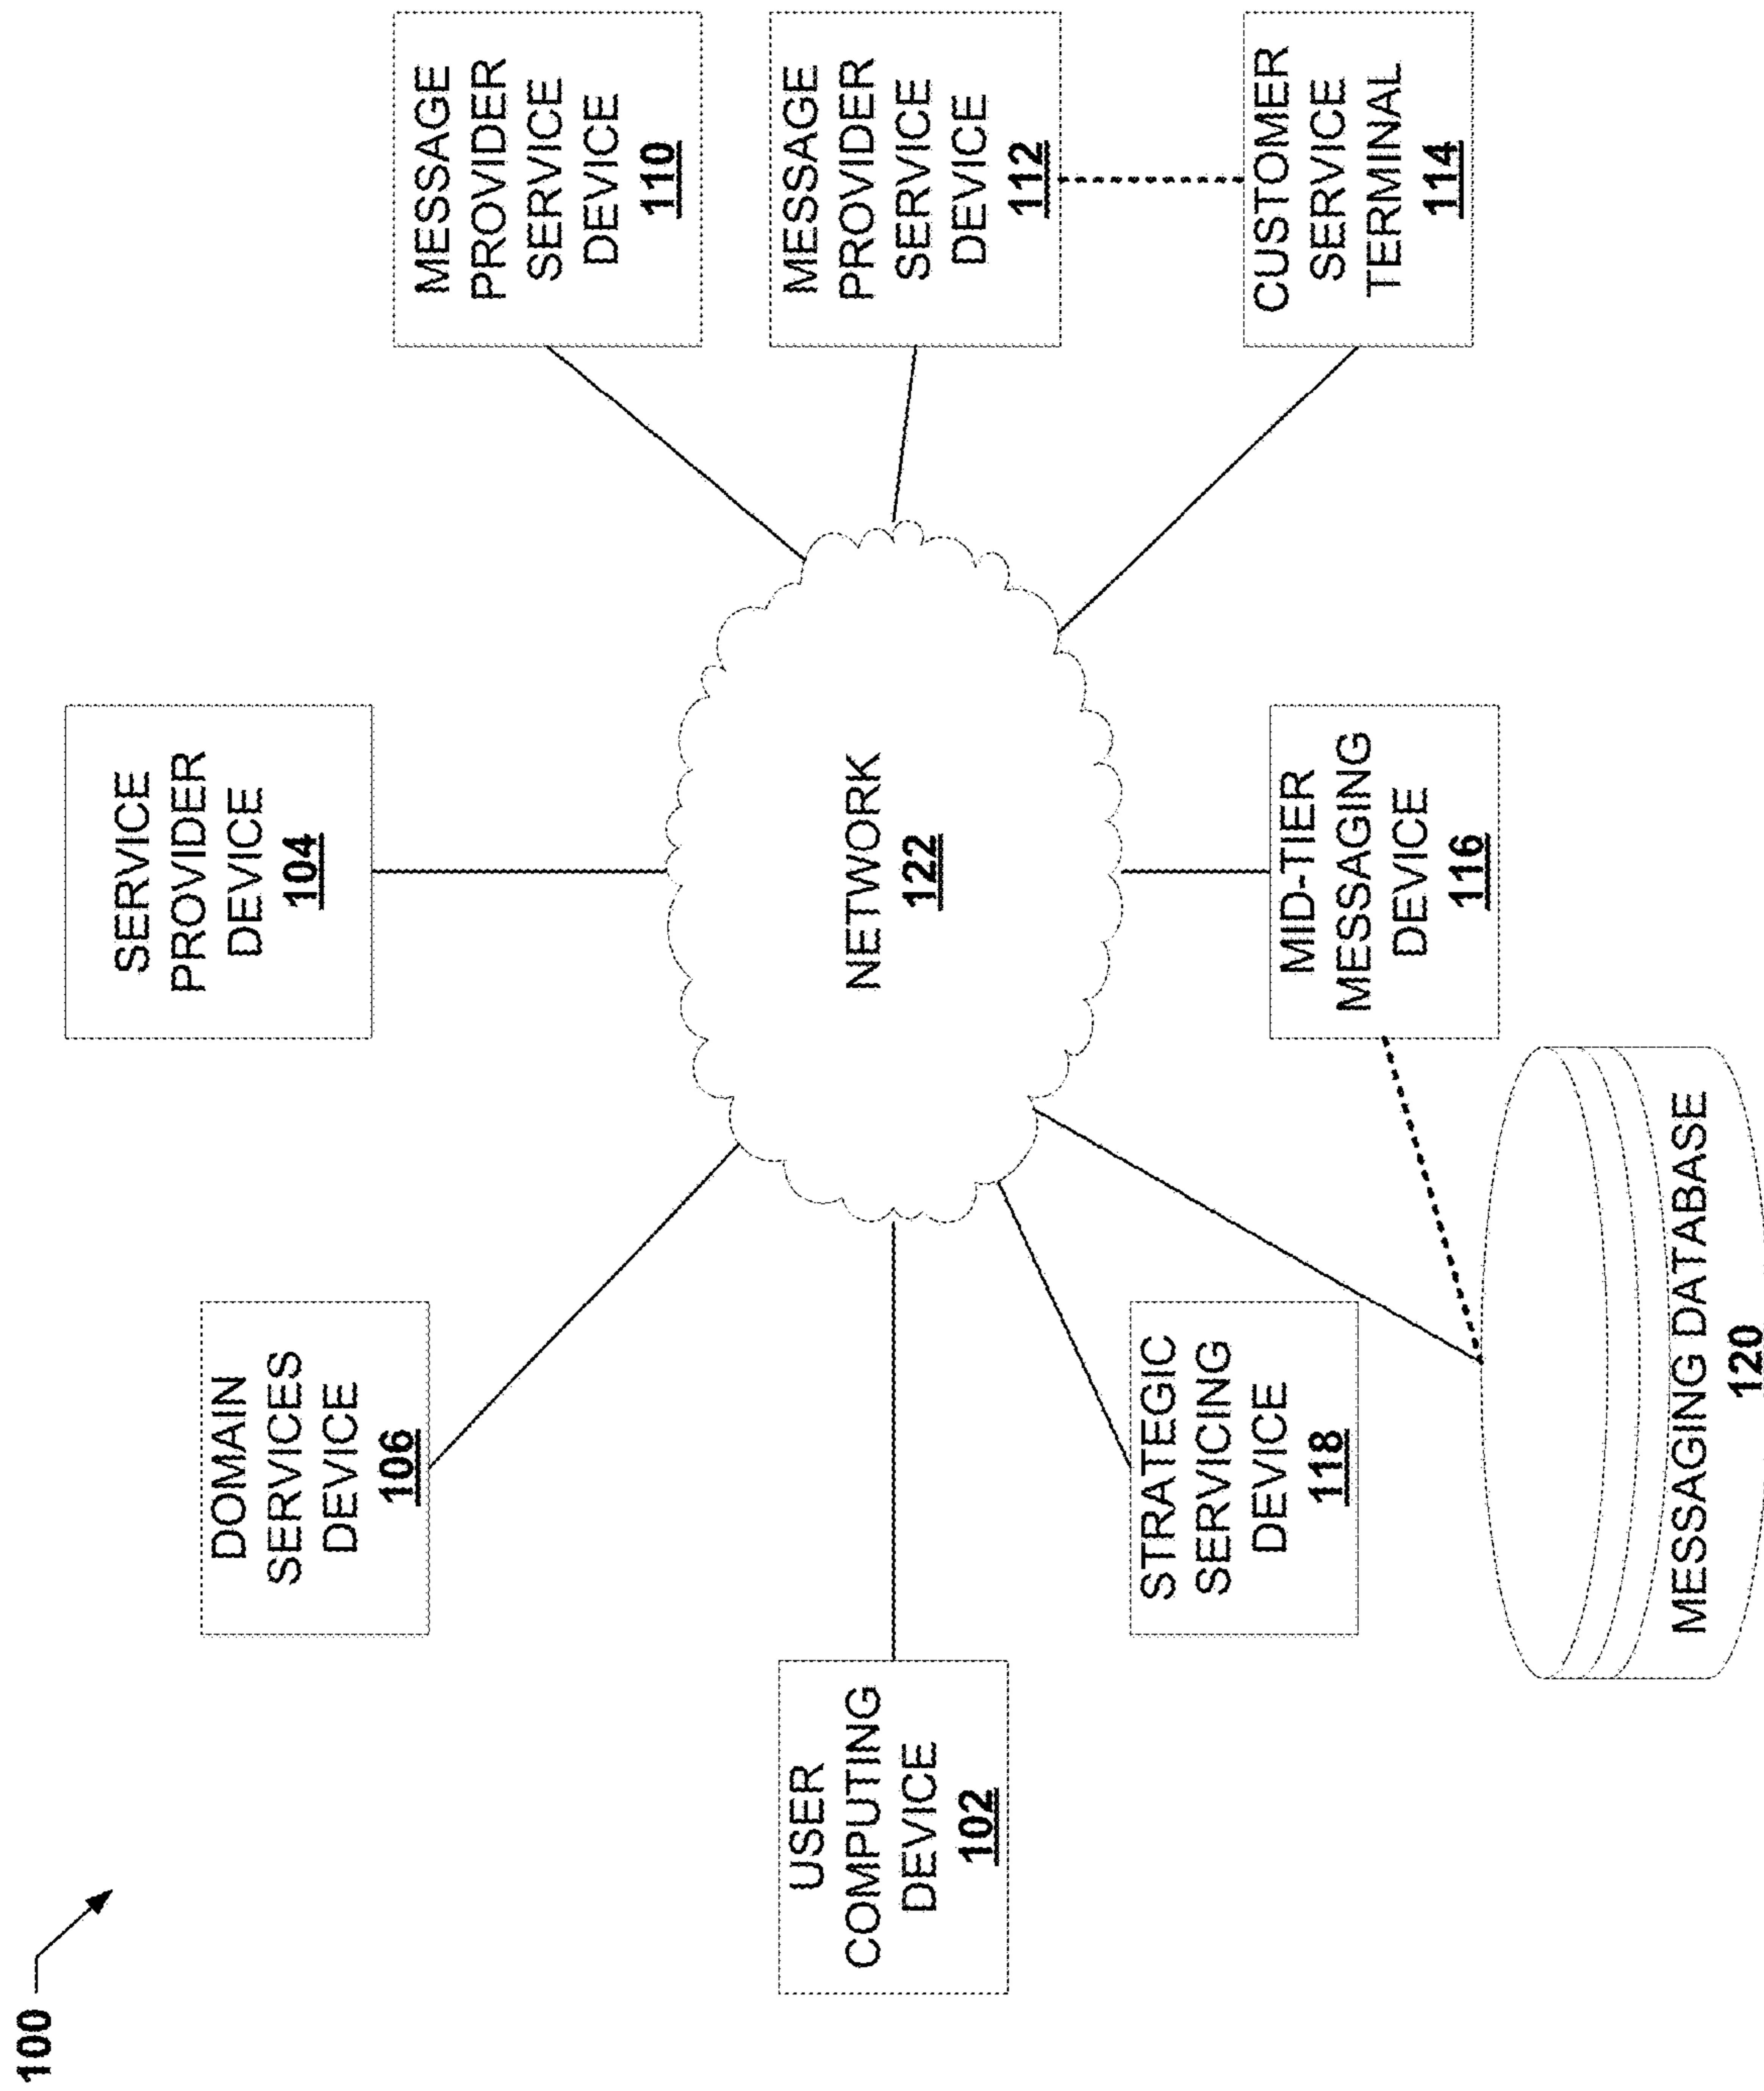 100
SERVICE
PROVIDER
DEVICE
104
DOMAIN
SERVICES
DEVICE
106
MESSAGE
PROVIDER
SERVICE
DEVICE
110
USER
COMPUTING
DEVICE
102
NETWORK
122
MESSAGE
PROVIDER
SERVICE
DEVICE
112
STRATEGIC
SERVICING
DEVICE
118
MID-TIER
MESSAGING
DEVICE
116
CUSTOMER
SERVICE
TERMINAL
114
MESSAGING DATABASE
120